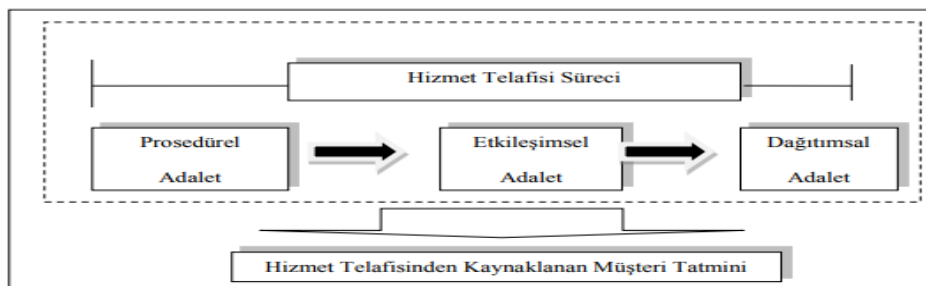 Hizmet Telafisi Süreci
Prosedürel
Adalet
Etkileşimsel
Adalet
Dağıtımsal
Adalet
Hizmet Telafisinden Kaynaklanan Müşteri Tatmini